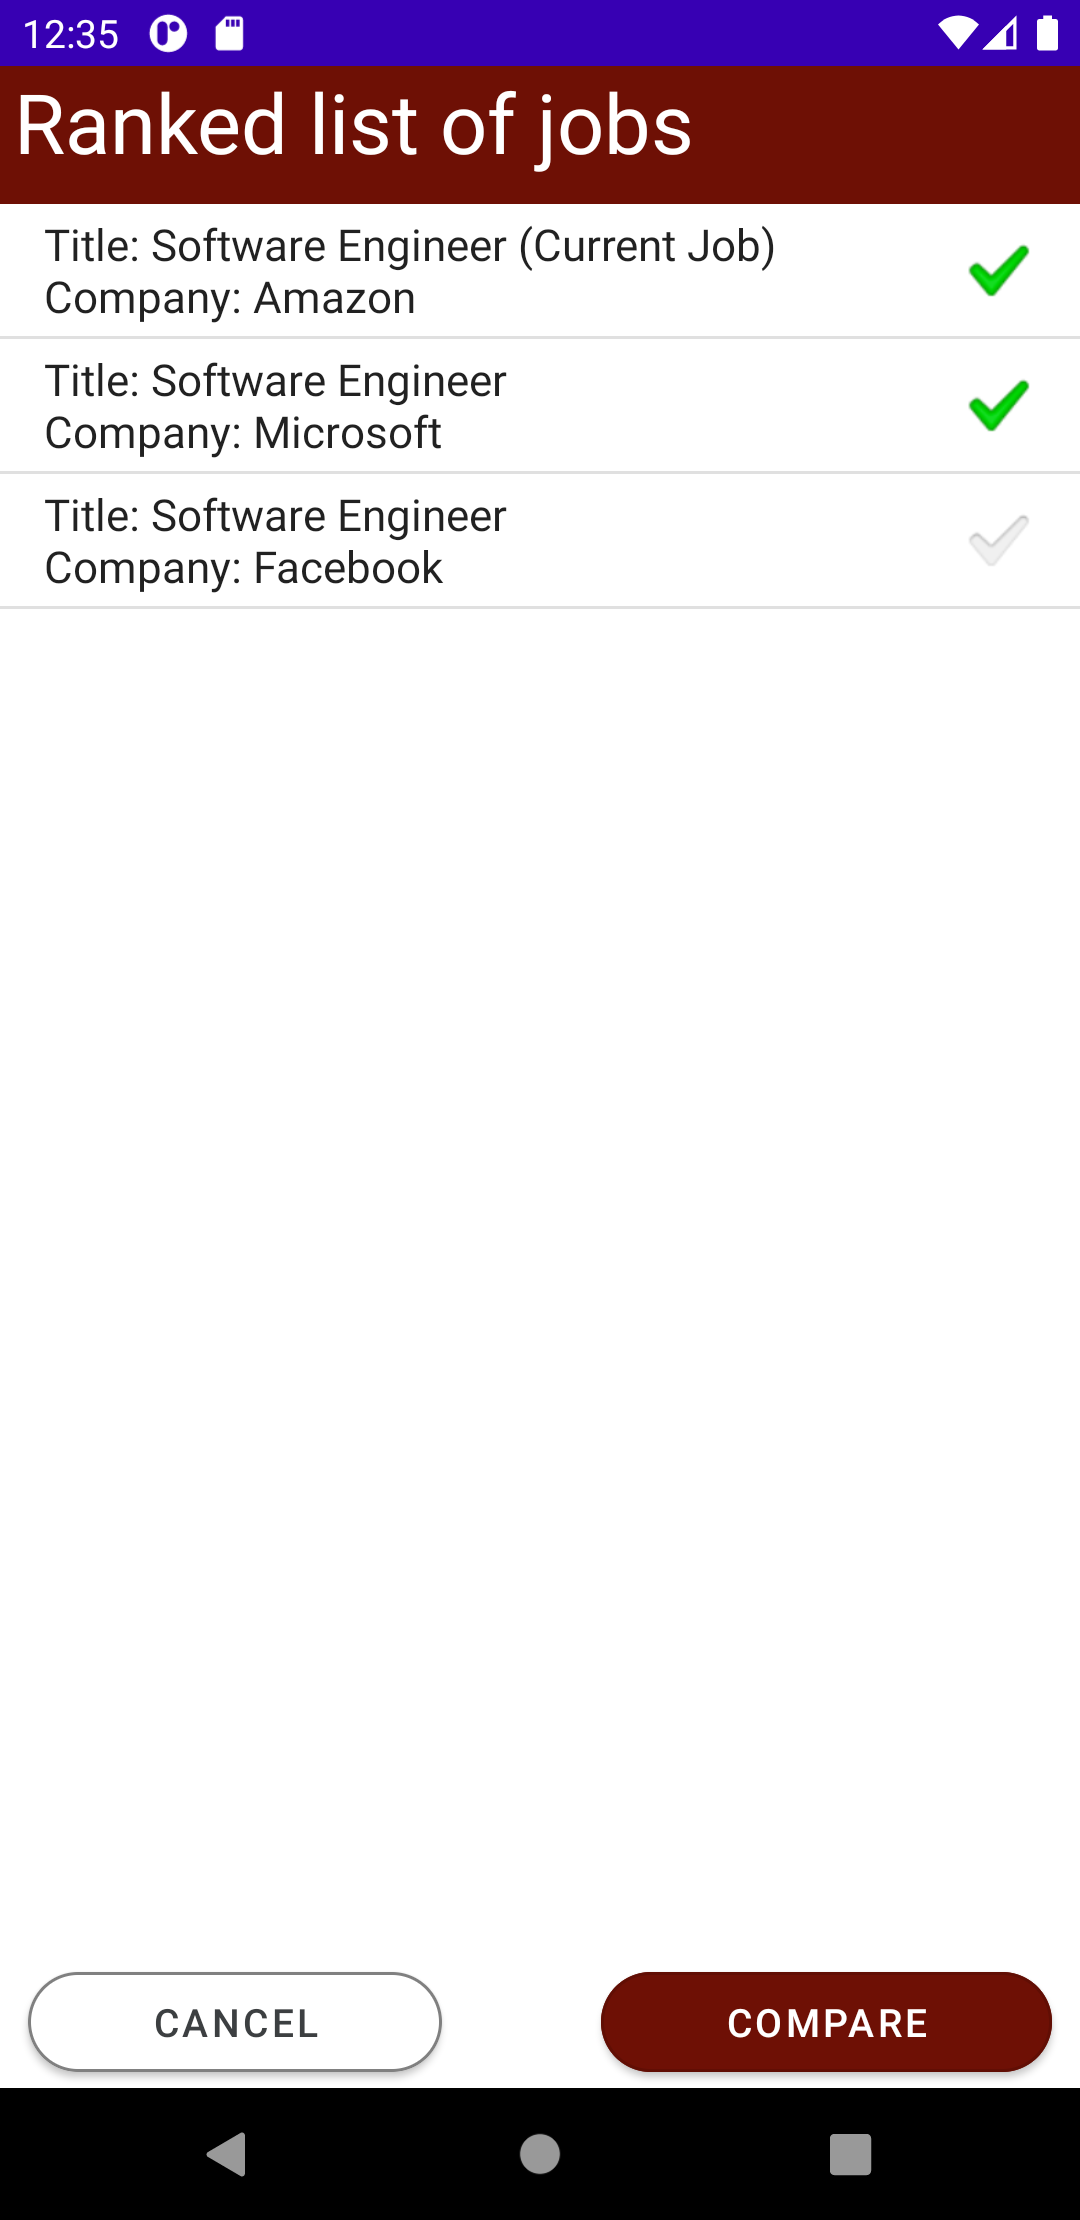 12:35
Ranked list of jobs
Title: Software Engineer (Current Job)
Company: Amazon
Title: Software Engineer
Company: Microsoft
Title: Software Engineer
Company: Facebook
CANCEL
COMPARE